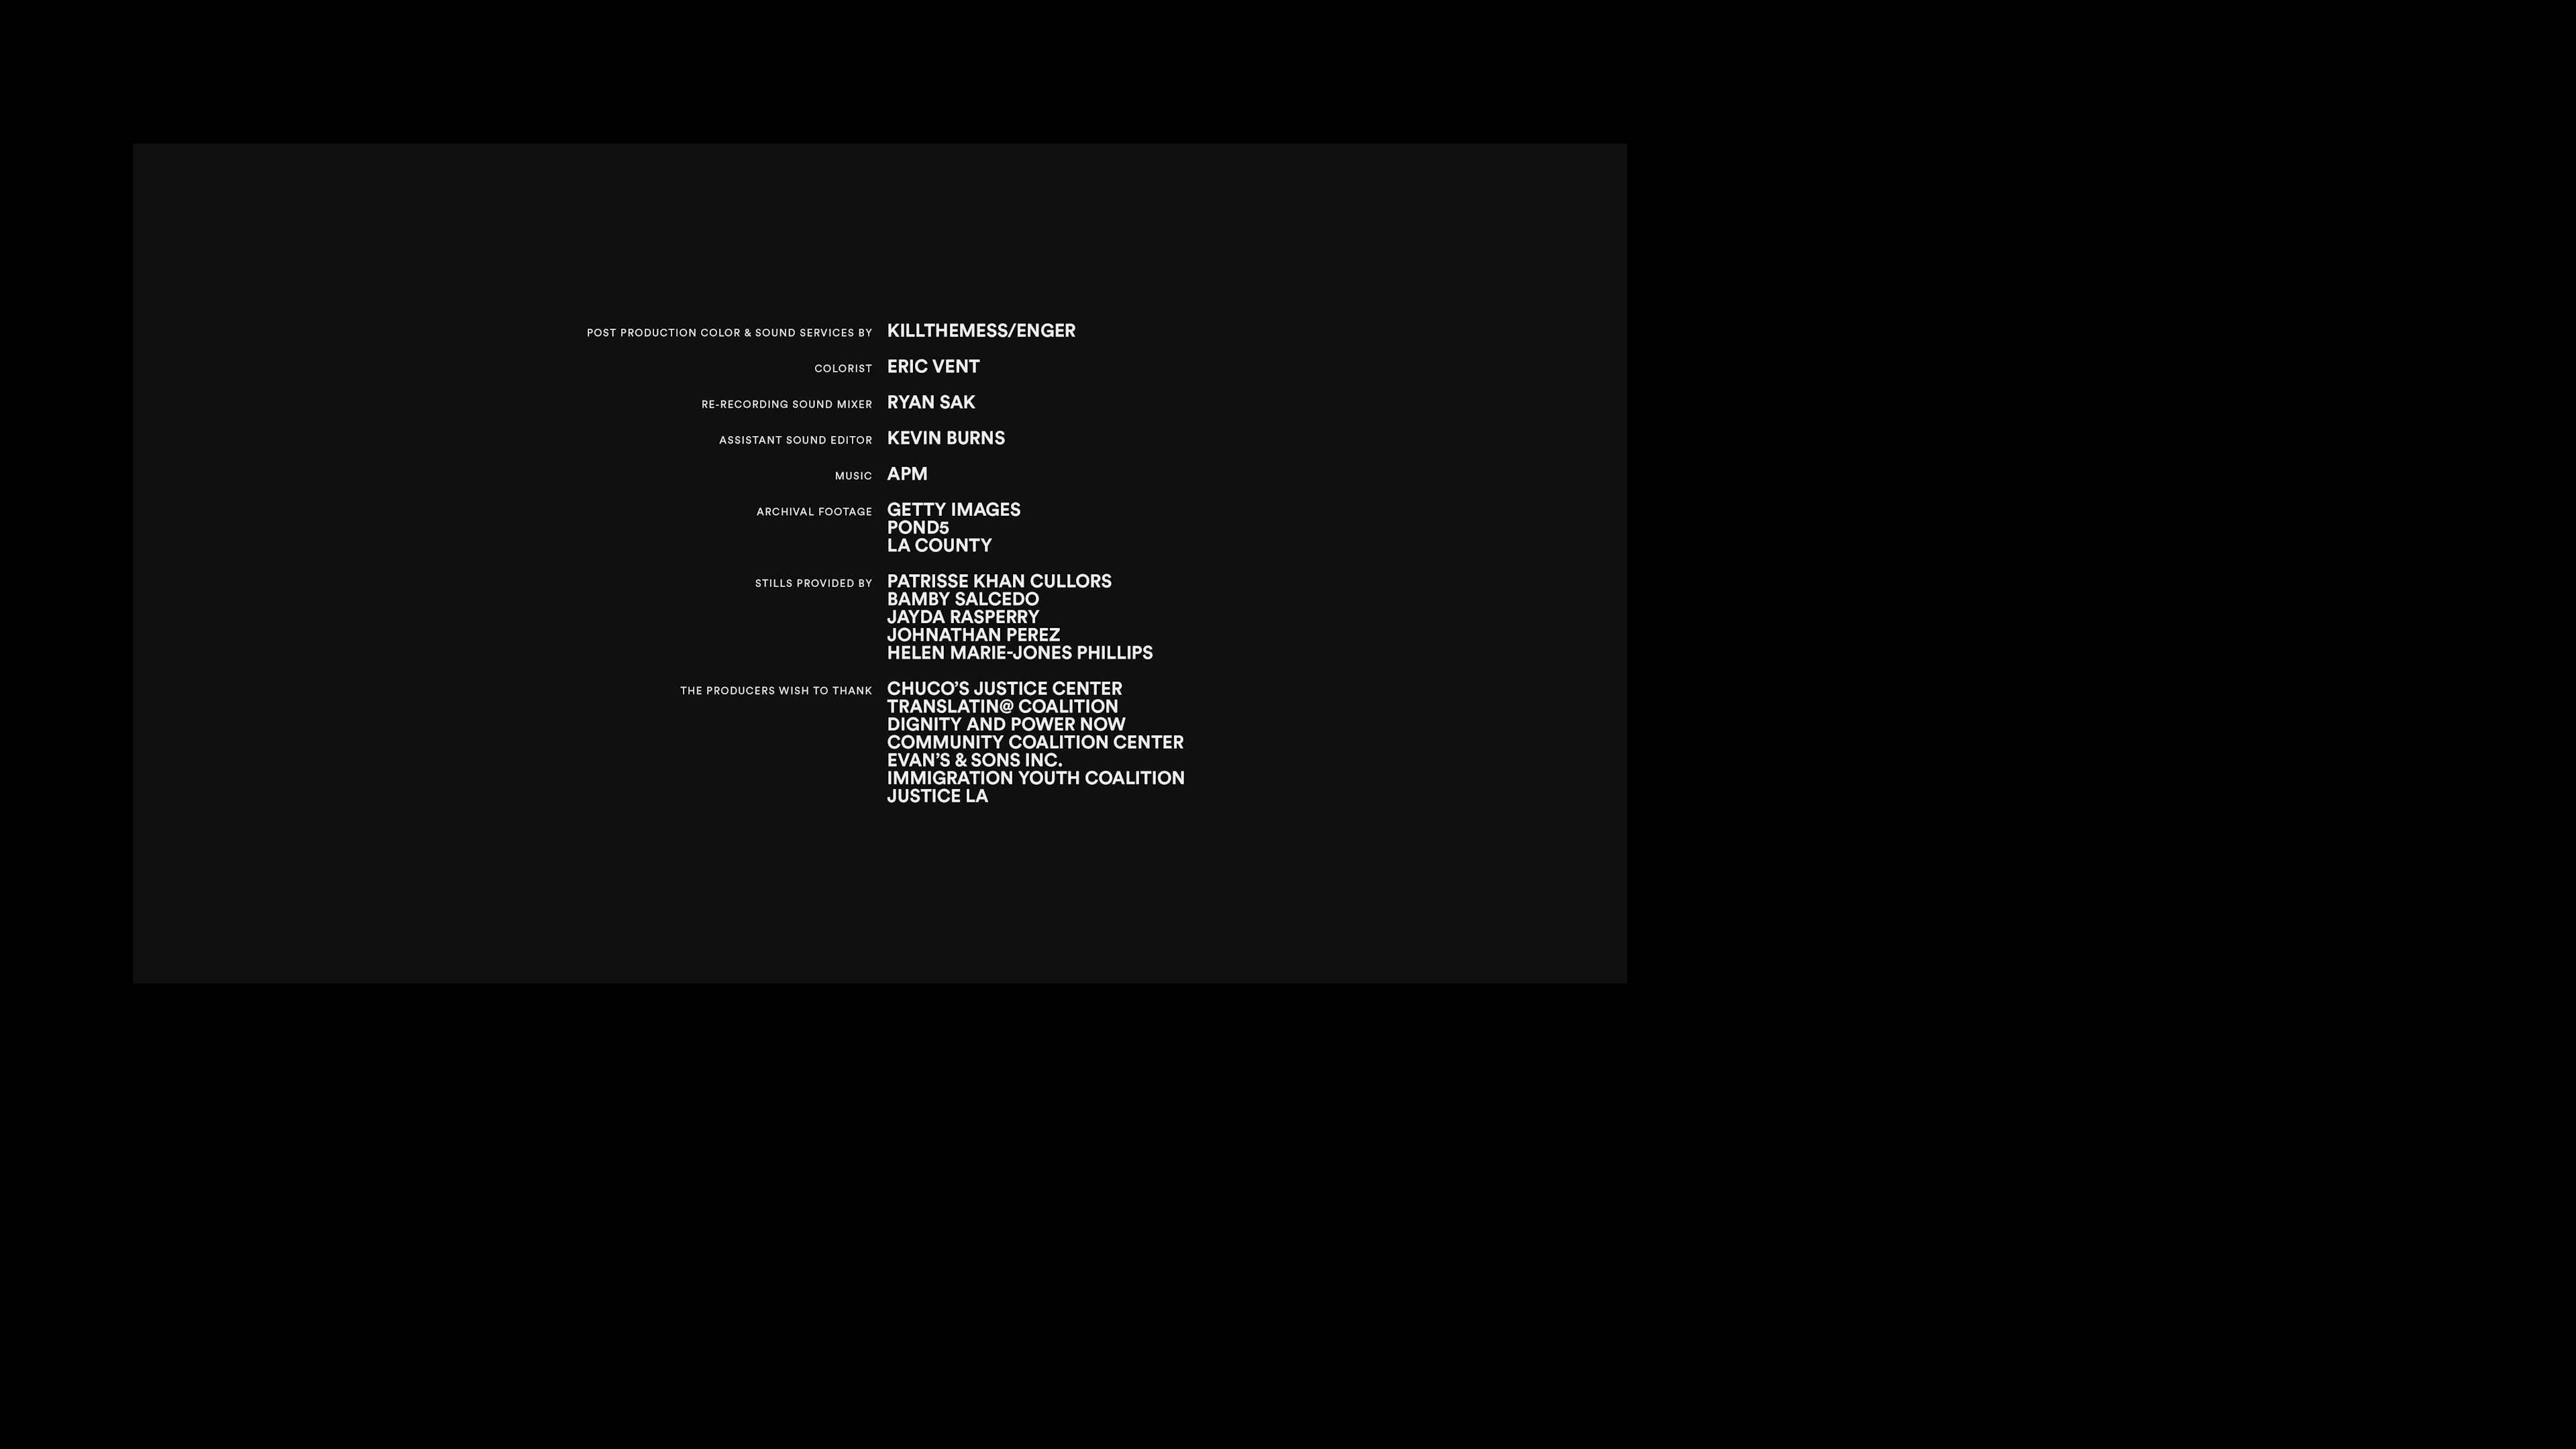 POST PRODUCTION COLOR & SOUND SERVICES BY KILLTHEMESS/ENGER
COLORIST ERIC VENT
RE-RECORDING SOUND MIXER RYAN SAK
ASSISTANT SOUND EDITOR KEVIN BURNS
MUSIC APM
ARCHIVAL FOOTAGE GETTY IMAGES
POND5
LA COUNTY
STILLS PROVIDED BY PATRISSE KHAN CULLORS
BAMBY SALCEDO
JAYDA RASPERRY
JOHNATHAN PEREZ
HELEN MARIE-JONES PHILLIPS
THE PRODUCERS WISH TO THANK CHUCO’S JUSTICE CENTER
TRANSLATIN@ COALITION
DIGNITY AND POWER NOW
COMMUNITY COALITION CENTER
EVAN’S & SONS INC.
IMMIGRATION YOUTH COALITION
JUSTICE LA